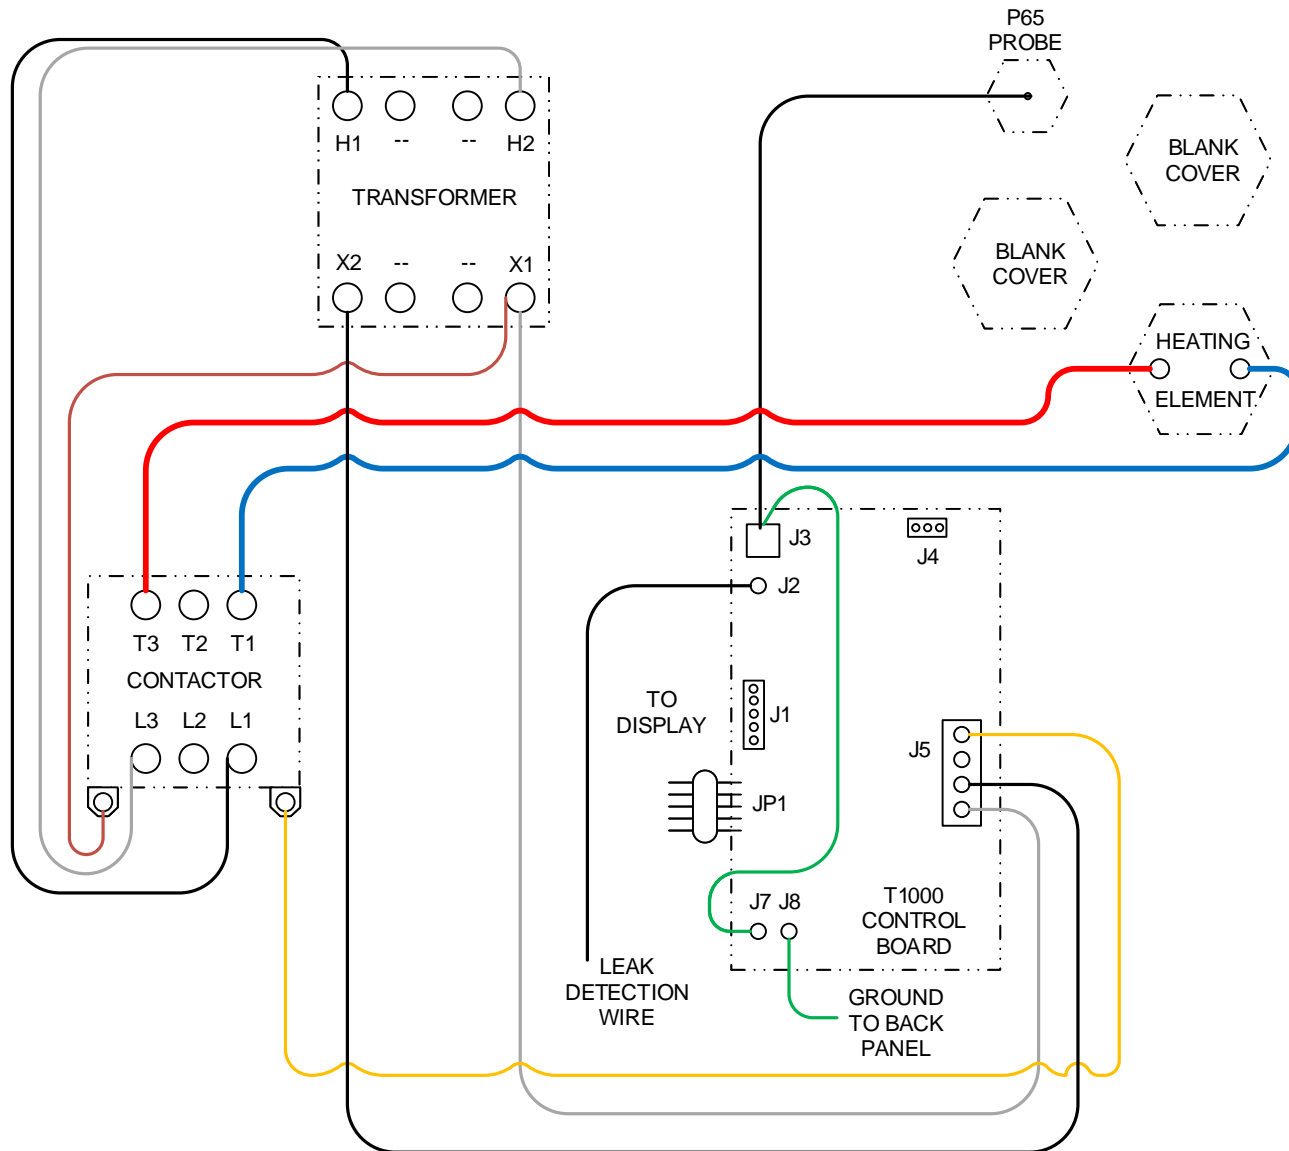 P65
PROBE
H1 -- -- H2
TRANSFORMER
X2 -- -- X1
BLANK
COVER
BLANK
COVER
HEATING
ELEMENT
J3
J4
J2
T3 T2 T1
CONTACTOR
L3 L2 L1
TO
DISPLAY
J1
J5
JP1
J7 J8
T1000
CONTROL
BOARD
LEAK
DETECTION
WIRE
GROUND
TO BACK
PANEL